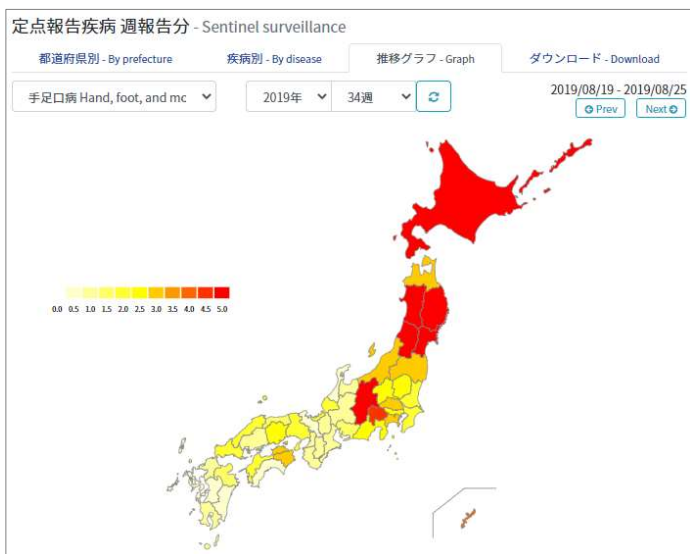 定点報告疾病 週報告分 - Sentinel surveillance
都道府県別 - By prefecture 疾病別 - By disease 推移グラフ - Graph ダウンロード - Download
手足口病 Hand, foot, and mc 2019年 34週 2019/08/19 - 2019/08/25
Prev Next
0.0 0.5 1.0 1.5 2.0 2.5 3.0 3.5 4.0 4.5 5.0